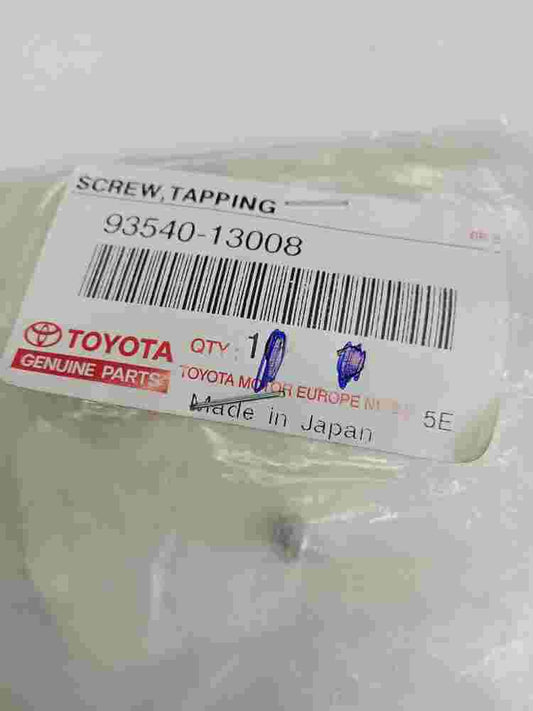 SCREW,TAPPING
93540-13008
TOYOTA
GENUINE PARTS
QTY: 1
TOYOTA MOTOR EUROPE
Made in Japan
5E